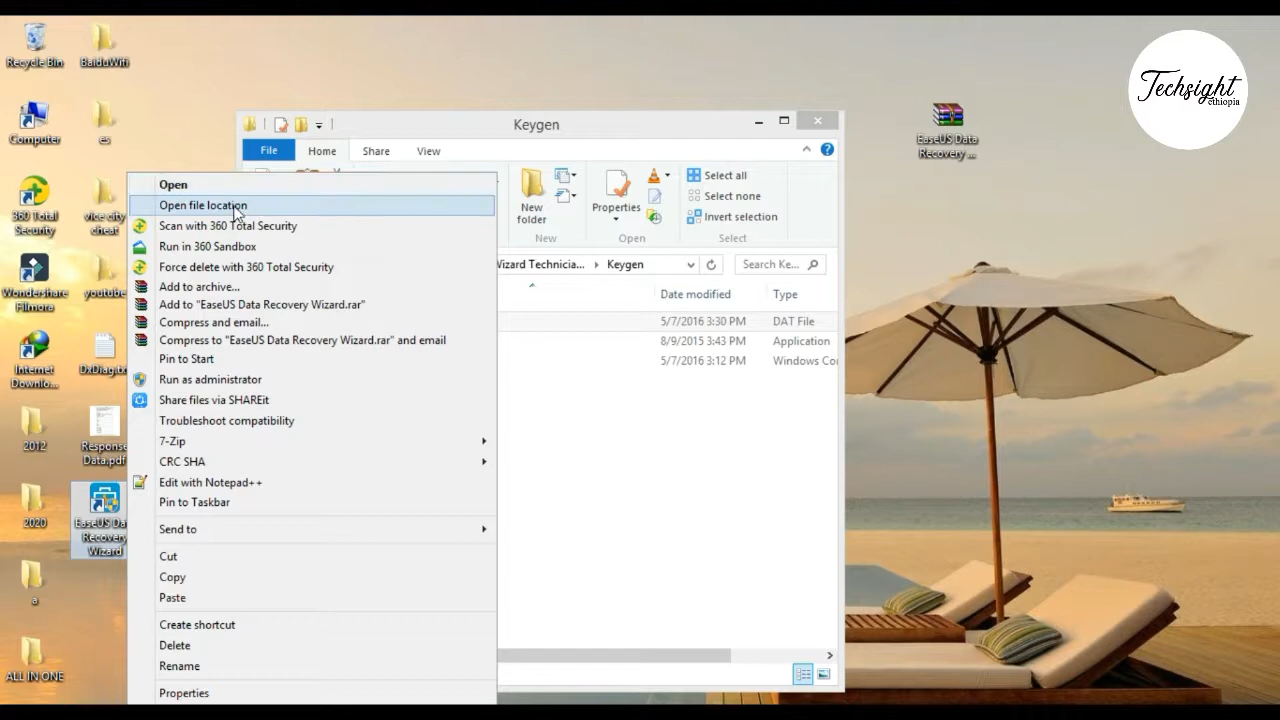 Recycle Bin
BaiduWifi
Computer
es
360 Total
Security
vice city
cheat
Wondershare
Filmora
youtube
Internet
Downlo...
DxDiag.tx
2012
Response
Data.pdf
2020
EaseUS Da
Recovery
Wizard
a
ALL IN ONE
Keygen
File
Home
Share
View
Open
Open file location
Scan with 360 Total Security
Run in 360 Sandbox
Force delete with 360 Total Security
Add to archive...
Add to "EaseUS Data Recovery Wizard.rar"
Compress and email...
Compress to "EaseUS Data Recovery Wizard.rar" and email
Pin to Start
Run as administrator
Share files via SHAREit
Troubleshoot compatibility
7-Zip
CRC SHA
Edit with Notepad++
Pin to Taskbar
Send to
Cut
Copy
Paste
Create shortcut
Delete
Rename
Properties
New
folder
New
Properties
Open
Select all
Select none
Invert selection
Select
Wizard Technicia...
Keygen
Search Ke...
Date modified
Type
5/7/2016 3:30 PM
DAT File
8/9/2015 3:43 PM
Application
5/7/2016 3:12 PM
Windows Co
EaseUS Data
Recovery ...
Techsight
ethiopia